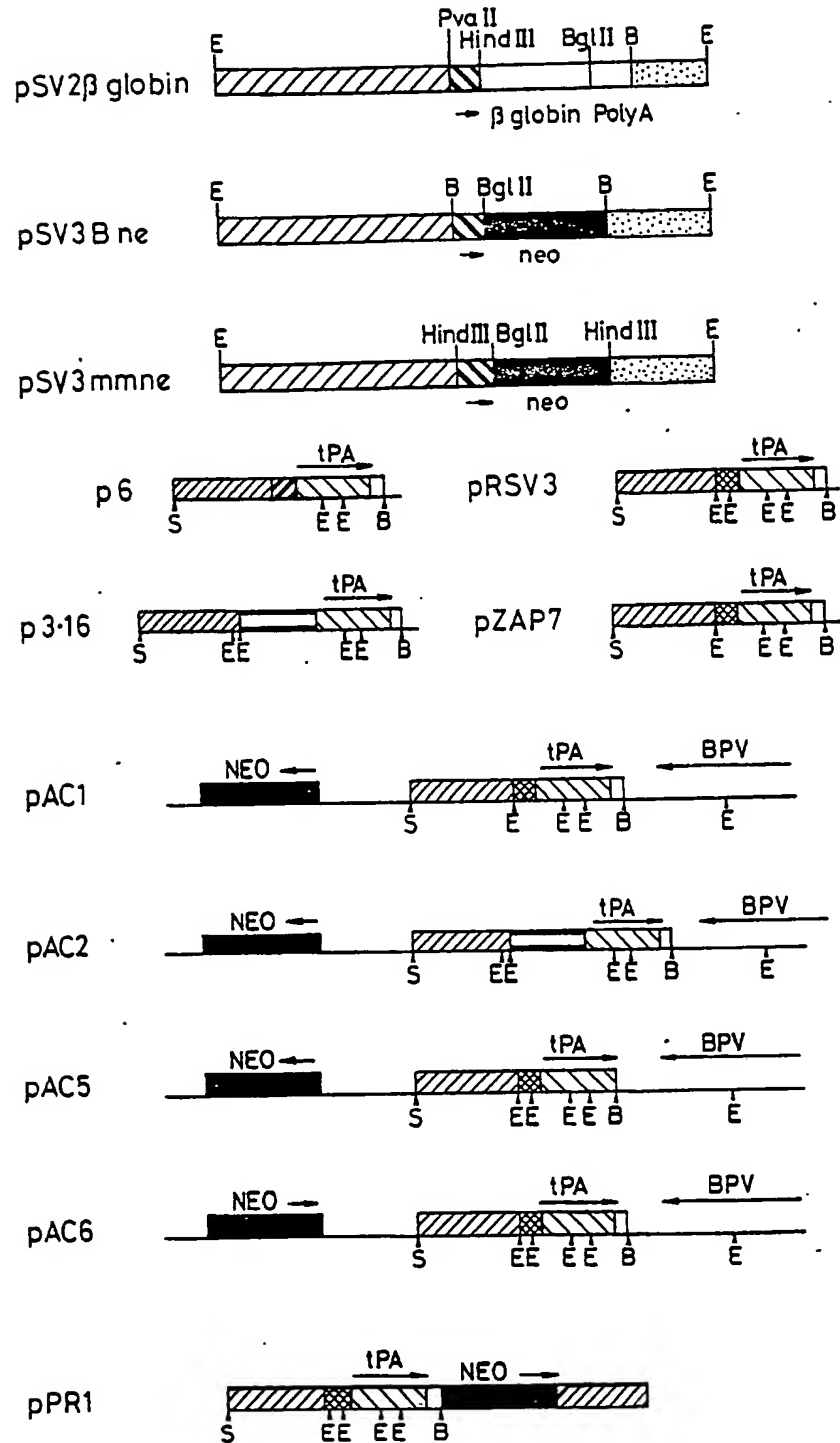 Pva II
E Hind III Bgl II B E
pSV2β globin
→ β globin PolyA
E B Bgl II B E
pSV3 B ne
→ neo
E Hind III Bgl II Hind III E
pSV3 mmne
→ neo
tPA tPA
p6 pRSV3
S E E B S E E E E B
tPA tPA
p3·16 pZAP7
S E E E E B S E E E B
NEO ← tPA BPV
pAC1
S E E E B E
NEO ← tPA BPV
pAC2
S E E E E B E
NEO ← tPA BPV
pAC5
S E E E E B E
NEO → tPA BPV
pAC6
S E E E E B E
tPA NEO →
pPR1
S E E E E B